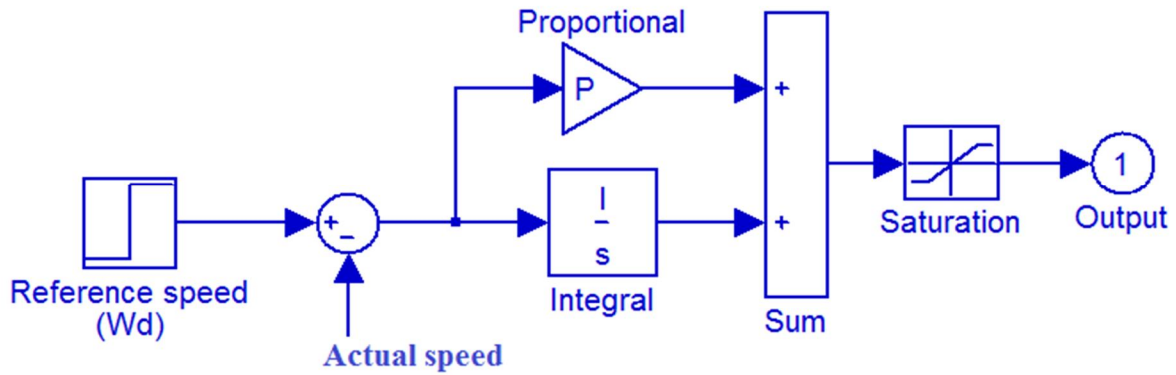 Proportional
P
+
+
Sum
Reference speed
(Wd)
+
−
Actual speed
I
s
Integral
Saturation
1
Output